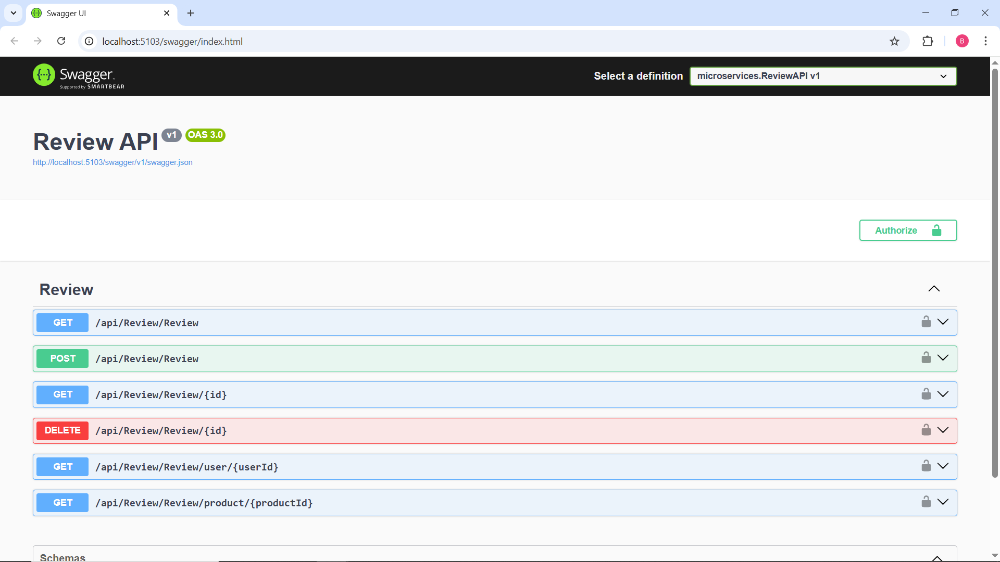 Swagger UI
localhost:5103/swagger/index.html
B
Swagger
Supported by SMARTBEAR
Select a definition
microservices.ReviewAPI v1
Review API v1 OAS 3.0
http://localhost:5103/swagger/v1/swagger.json
Authorize
Review
GET /api/Review/Review
POST /api/Review/Review
GET /api/Review/Review/{id}
DELETE /api/Review/Review/{id}
GET /api/Review/Review/user/{userId}
GET /api/Review/Review/product/{productId}
Schemas